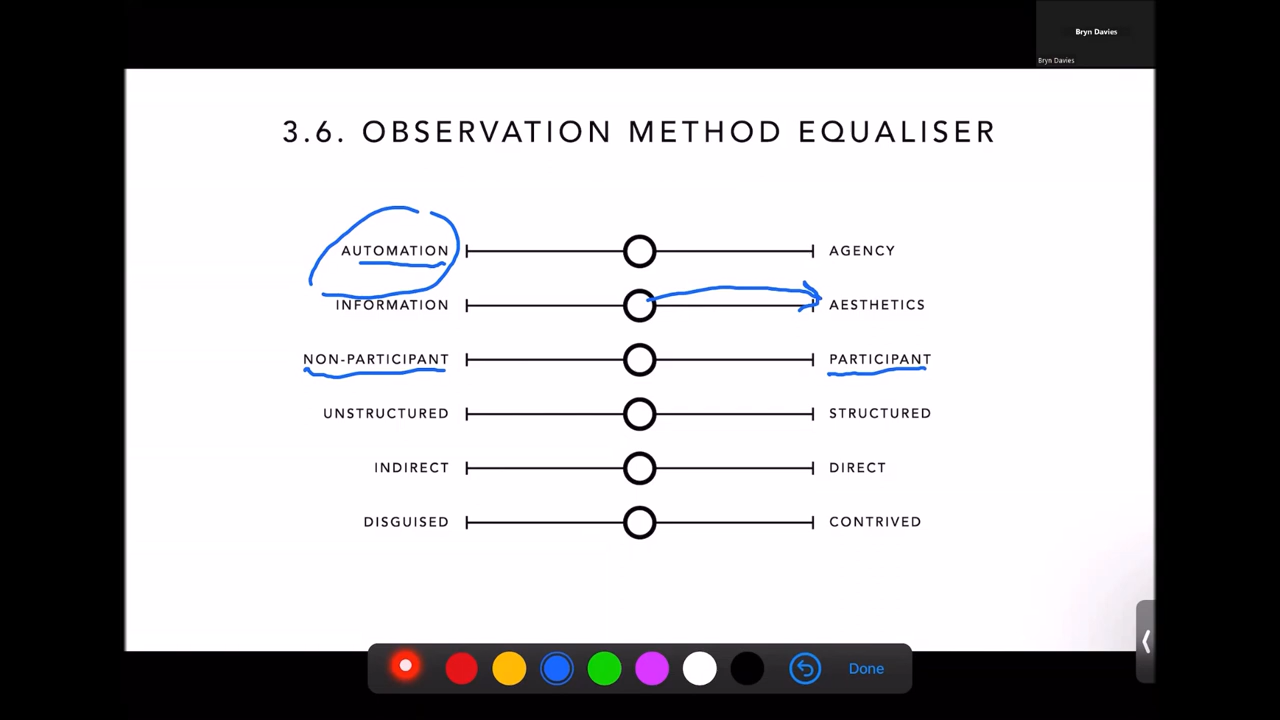 Bryn Davies
Bryn Davies
3.6. OBSERVATION METHOD EQUALISER
AUTOMATION AGENCY
INFORMATION AESTHETICS
NON-PARTICIPANT PARTICIPANT
UNSTRUCTURED STRUCTURED
INDIRECT DIRECT
DISGUISED CONTRIVED
Done